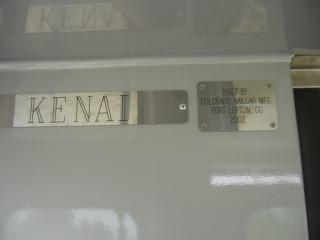 KENAI
BUILT BY:
COLORADO RAILCAR MFG.
FORT LUPTON, CO
2002